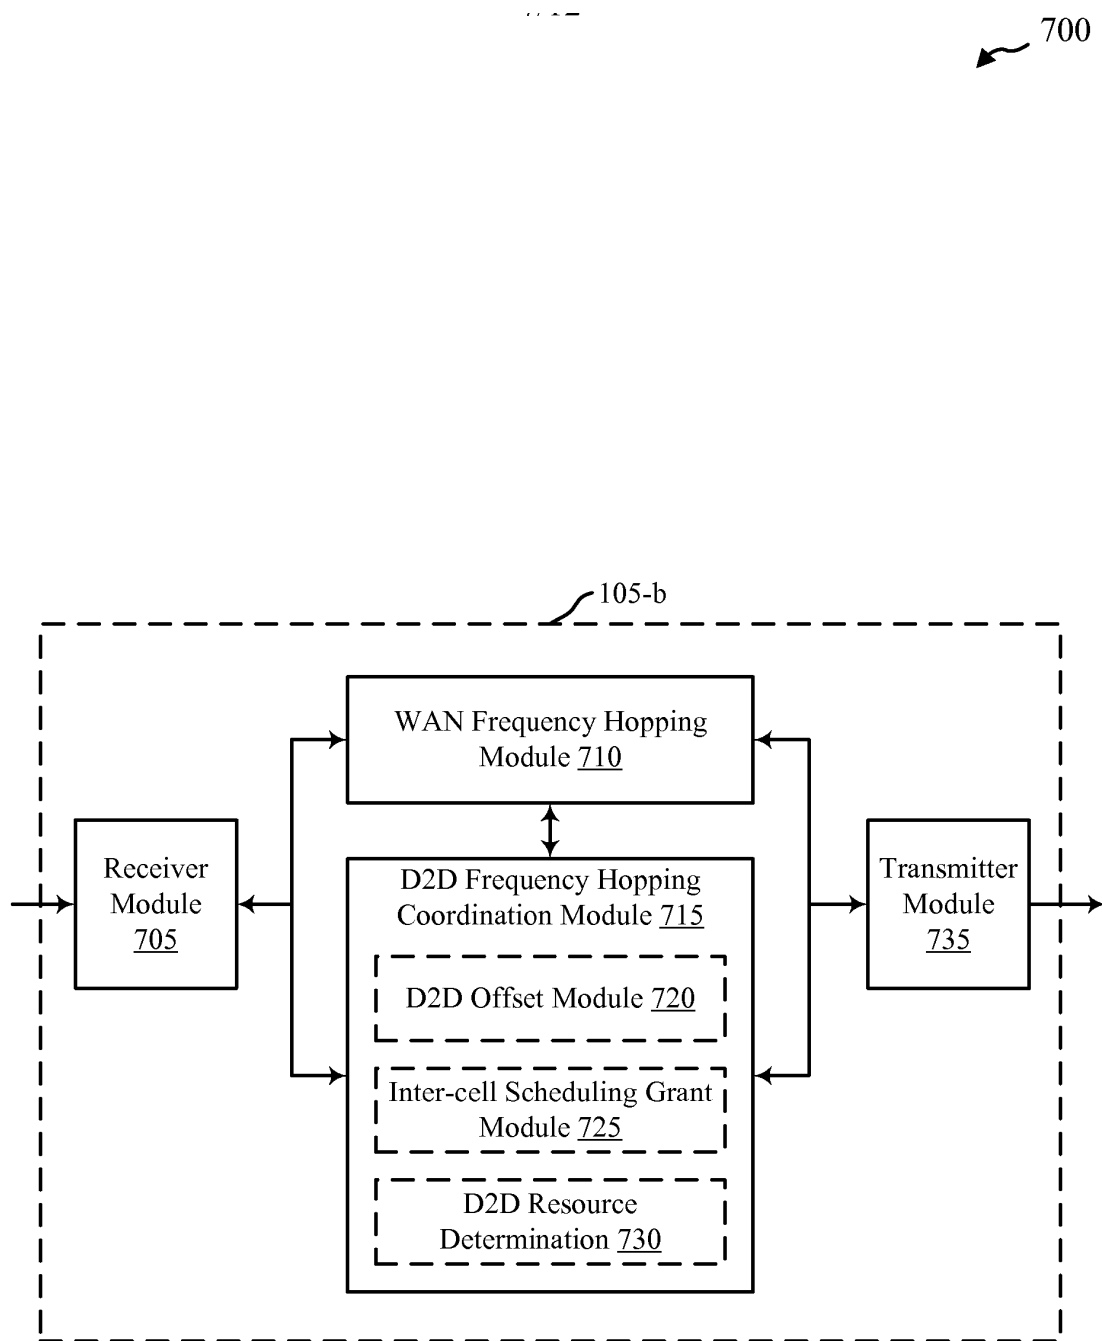 700
105-b
WAN Frequency Hopping
Module 710
Receiver
Module
705
D2D Frequency Hopping
Coordination Module 715
Transmitter
Module
735
D2D Offset Module 720
Inter-cell Scheduling Grant
Module 725
D2D Resource
Determination 730